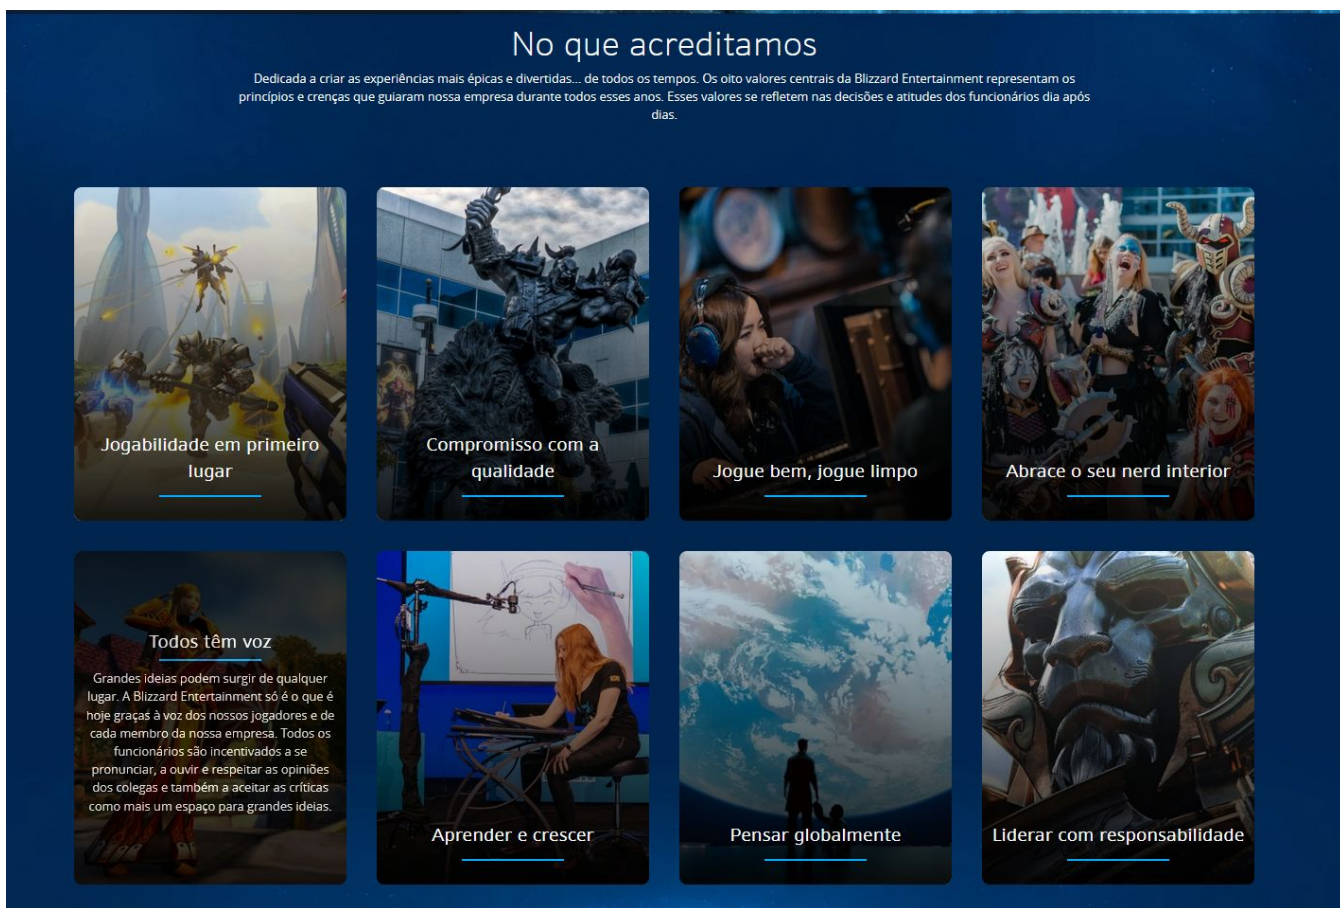 No que acreditamos
Dedicada a criar as experiências mais épicas e divertidas... de todos os tempos. Os oito valores centrais da Blizzard Entertainment representam os
princípios e crenças que guiaram nossa empresa durante todos esses anos. Esses valores se refletem nas decisões e atitudes dos funcionários dia após
dias.
Jogabilidade em primeiro
lugar
Compromisso com a
qualidade
Jogue bem, jogue limpo
Abrace o seu nerd interior
Todos têm voz
Grandes ideias podem surgir de qualquer
lugar. A Blizzard Entertainment só é o que é
hoje graças à voz dos nossos jogadores e de
cada membro da nossa empresa. Todos os
funcionários são incentivados a se
pronunciar, a ouvir e respeitar as opiniões
dos colegas e também a aceitar as críticas
como mais um espaço para grandes ideias.
Aprender e crescer
Pensar globalmente
Liderar com responsabilidade